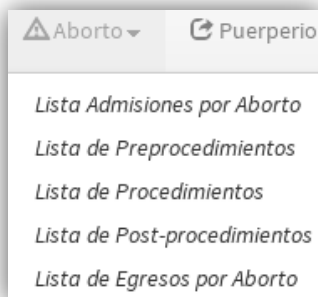 Aborto Puerperio
Lista Admisiones por Aborto
Lista de Preprocedimientos
Lista de Procedimientos
Lista de Post-procedimientos
Lista de Egresos por Aborto